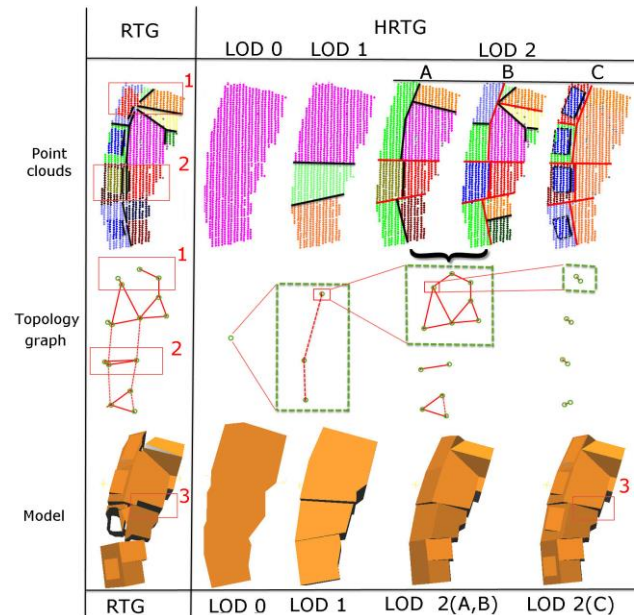 RTG HRTG
LOD 0 LOD 1 LOD 2
A B C
1
Point
clouds
2
1
Topology
graph
2
3
3
Model
RTG LOD 0 LOD 1 LOD 2(A,B) LOD 2(C)